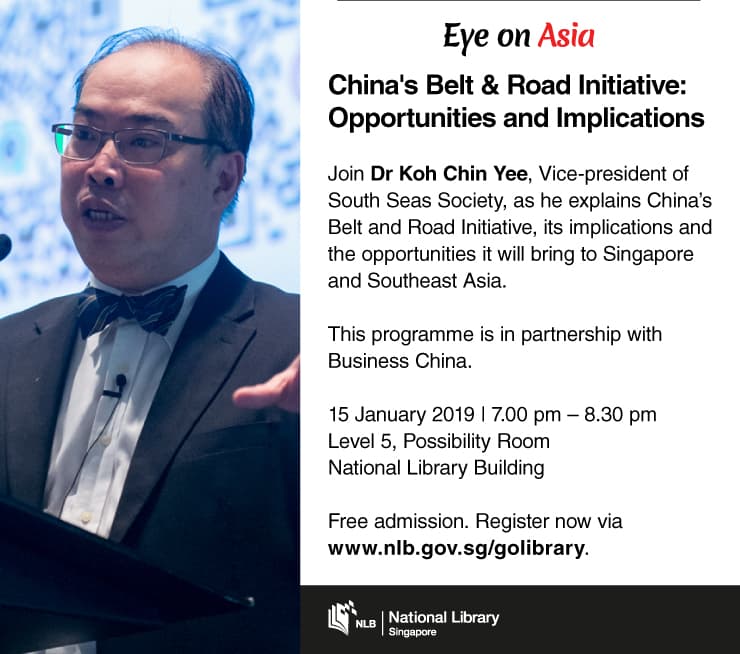 Eye on Asia
China's Belt & Road Initiative:
Opportunities and Implications
Join Dr Koh Chin Yee, Vice-president of
South Seas Society, as he explains China’s
Belt and Road Initiative, its implications and
the opportunities it will bring to Singapore
and Southeast Asia.
This programme is in partnership with
Business China.
15 January 2019 | 7.00 pm – 8.30 pm
Level 5, Possibility Room
National Library Building
Free admission. Register now via
www.nlb.gov.sg/golibrary.
NLB | National Library
Singapore